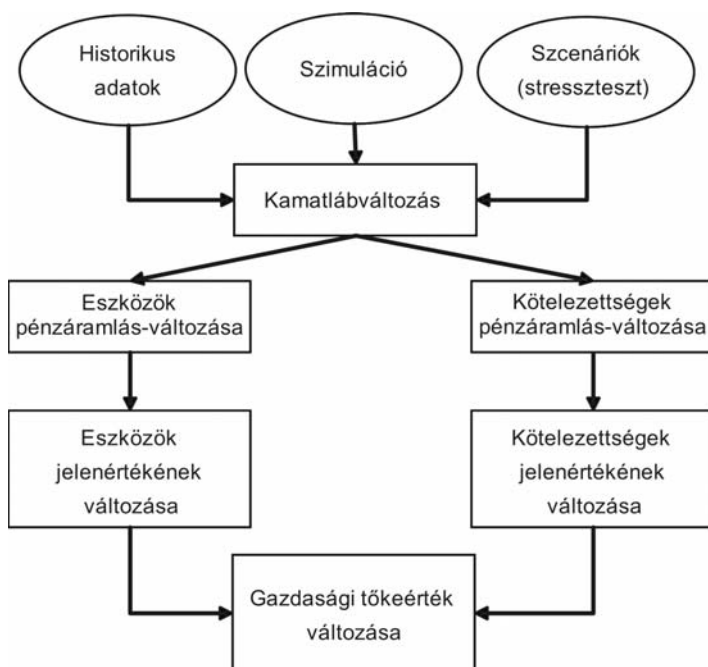 Historikus
adatok
Szimuláció
Szcenáriók
(stresszteszt)
Kamatlábváltozás
Eszközök
pénzáramlás-változása
Kötelezettségek
pénzáramlás-változása
Eszközök
jelenértékének
változása
Kötelezettségek
jelenértékének
változása
Gazdasági tőkeérték
változása